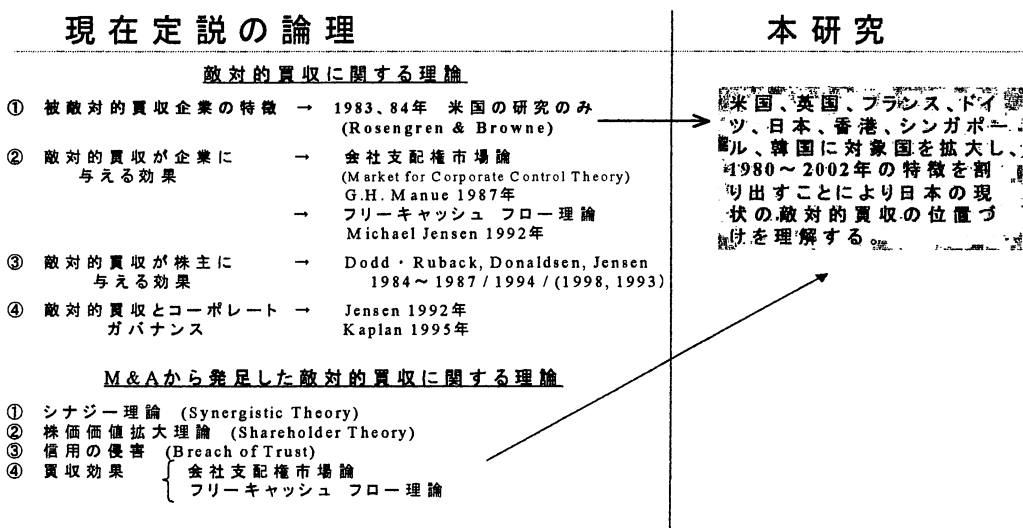 現在定説の論理
敵対的買収に関する理論
① 被敵対的買収企業の特徴 → 1983、84年 米国の研究のみ
(Rosengren & Browne)
② 敵対的買収が企業に → 会社支配権市場論
与える効果 (Market for Corporate Control Theory)
G.H. Manue 1987年
→ フリーキャッシュ フロー理論
Michael Jensen 1992年
③ 敵対的買収が株主に → Dodd・Ruback, Donaldsen, Jensen
与える効果 1984～1987 / 1994 / (1998, 1993)
④ 敵対的買収とコーポレート → Jensen 1992年
ガバナンス Kaplan 1995年
M&Aから発足した敵対的買収に関する理論
① シナジー理論 (Synergistic Theory)
② 株価価値拡大理論 (Shareholder Theory)
③ 信用の侵害 (Breach of Trust)
④ 買収効果 { 会社支配権市場論
フリーキャッシュ フロー理論
本研究
米国、英国、フランス、ドイ
ツ、日本、香港、シンガポー
ル、韓国に対象国を拡大し、
1980～2002年の特徴を割
り出すことにより日本の現
状の敵対的買収の位置づ
けを理解する。